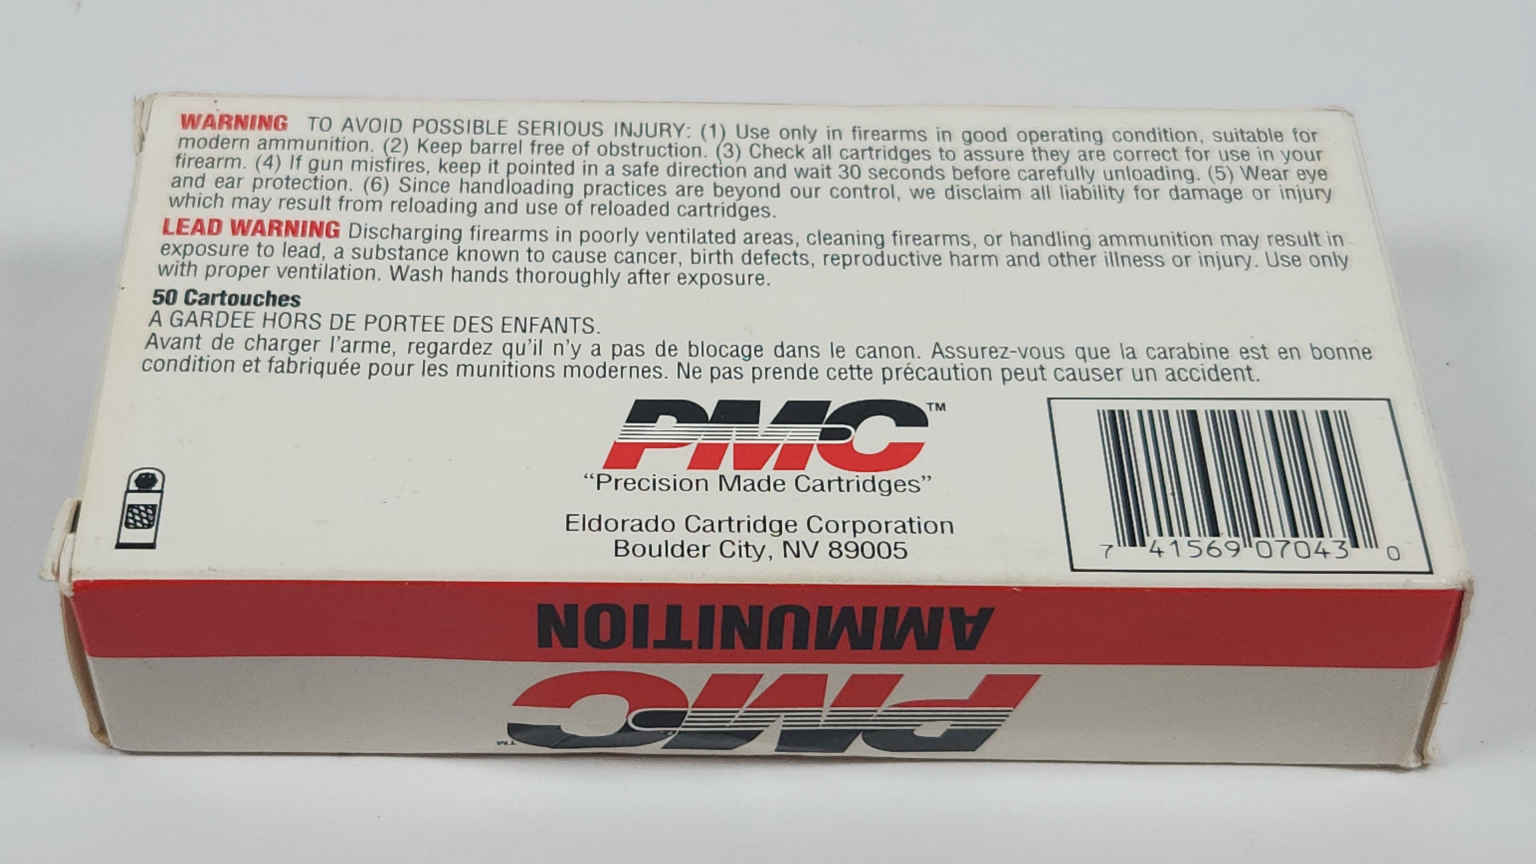 WARNING TO AVOID POSSIBLE SERIOUS INJURY: (1) Use only in firearms in good operating condition, suitable for
modern ammunition. (2) Keep barrel free of obstruction. (3) Check all cartridges to assure they are correct for use in your
firearm. (4) If gun misfires, keep it pointed in a safe direction and wait 30 seconds before carefully unloading. (5) Wear eye
and ear protection. (6) Since handloading practices are beyond our control, we disclaim all liability for damage or injury
which may result from reloading and use of reloaded cartridges.
LEAD WARNING Discharging firearms in poorly ventilated areas, cleaning firearms, or handling ammunition may result in
exposure to lead, a substance known to cause cancer, birth defects, reproductive harm and other illness or injury. Use only
with proper ventilation. Wash hands thoroughly after exposure.
50 Cartouches
A GARDEE HORS DE PORTEE DES ENFANTS.
Avant de charger l'arme, regardez qu'il n'y a pas de blocage dans le canon. Assurez-vous que la carabine est en bonne
condition et fabriquée pour les munitions modernes. Ne pas prende cette précaution peut causer un accident.
PMC™
“Precision Made Cartridges”
Eldorado Cartridge Corporation
Boulder City, NV 89005
7 41569 07043 0
AMMUNITION
PMC™